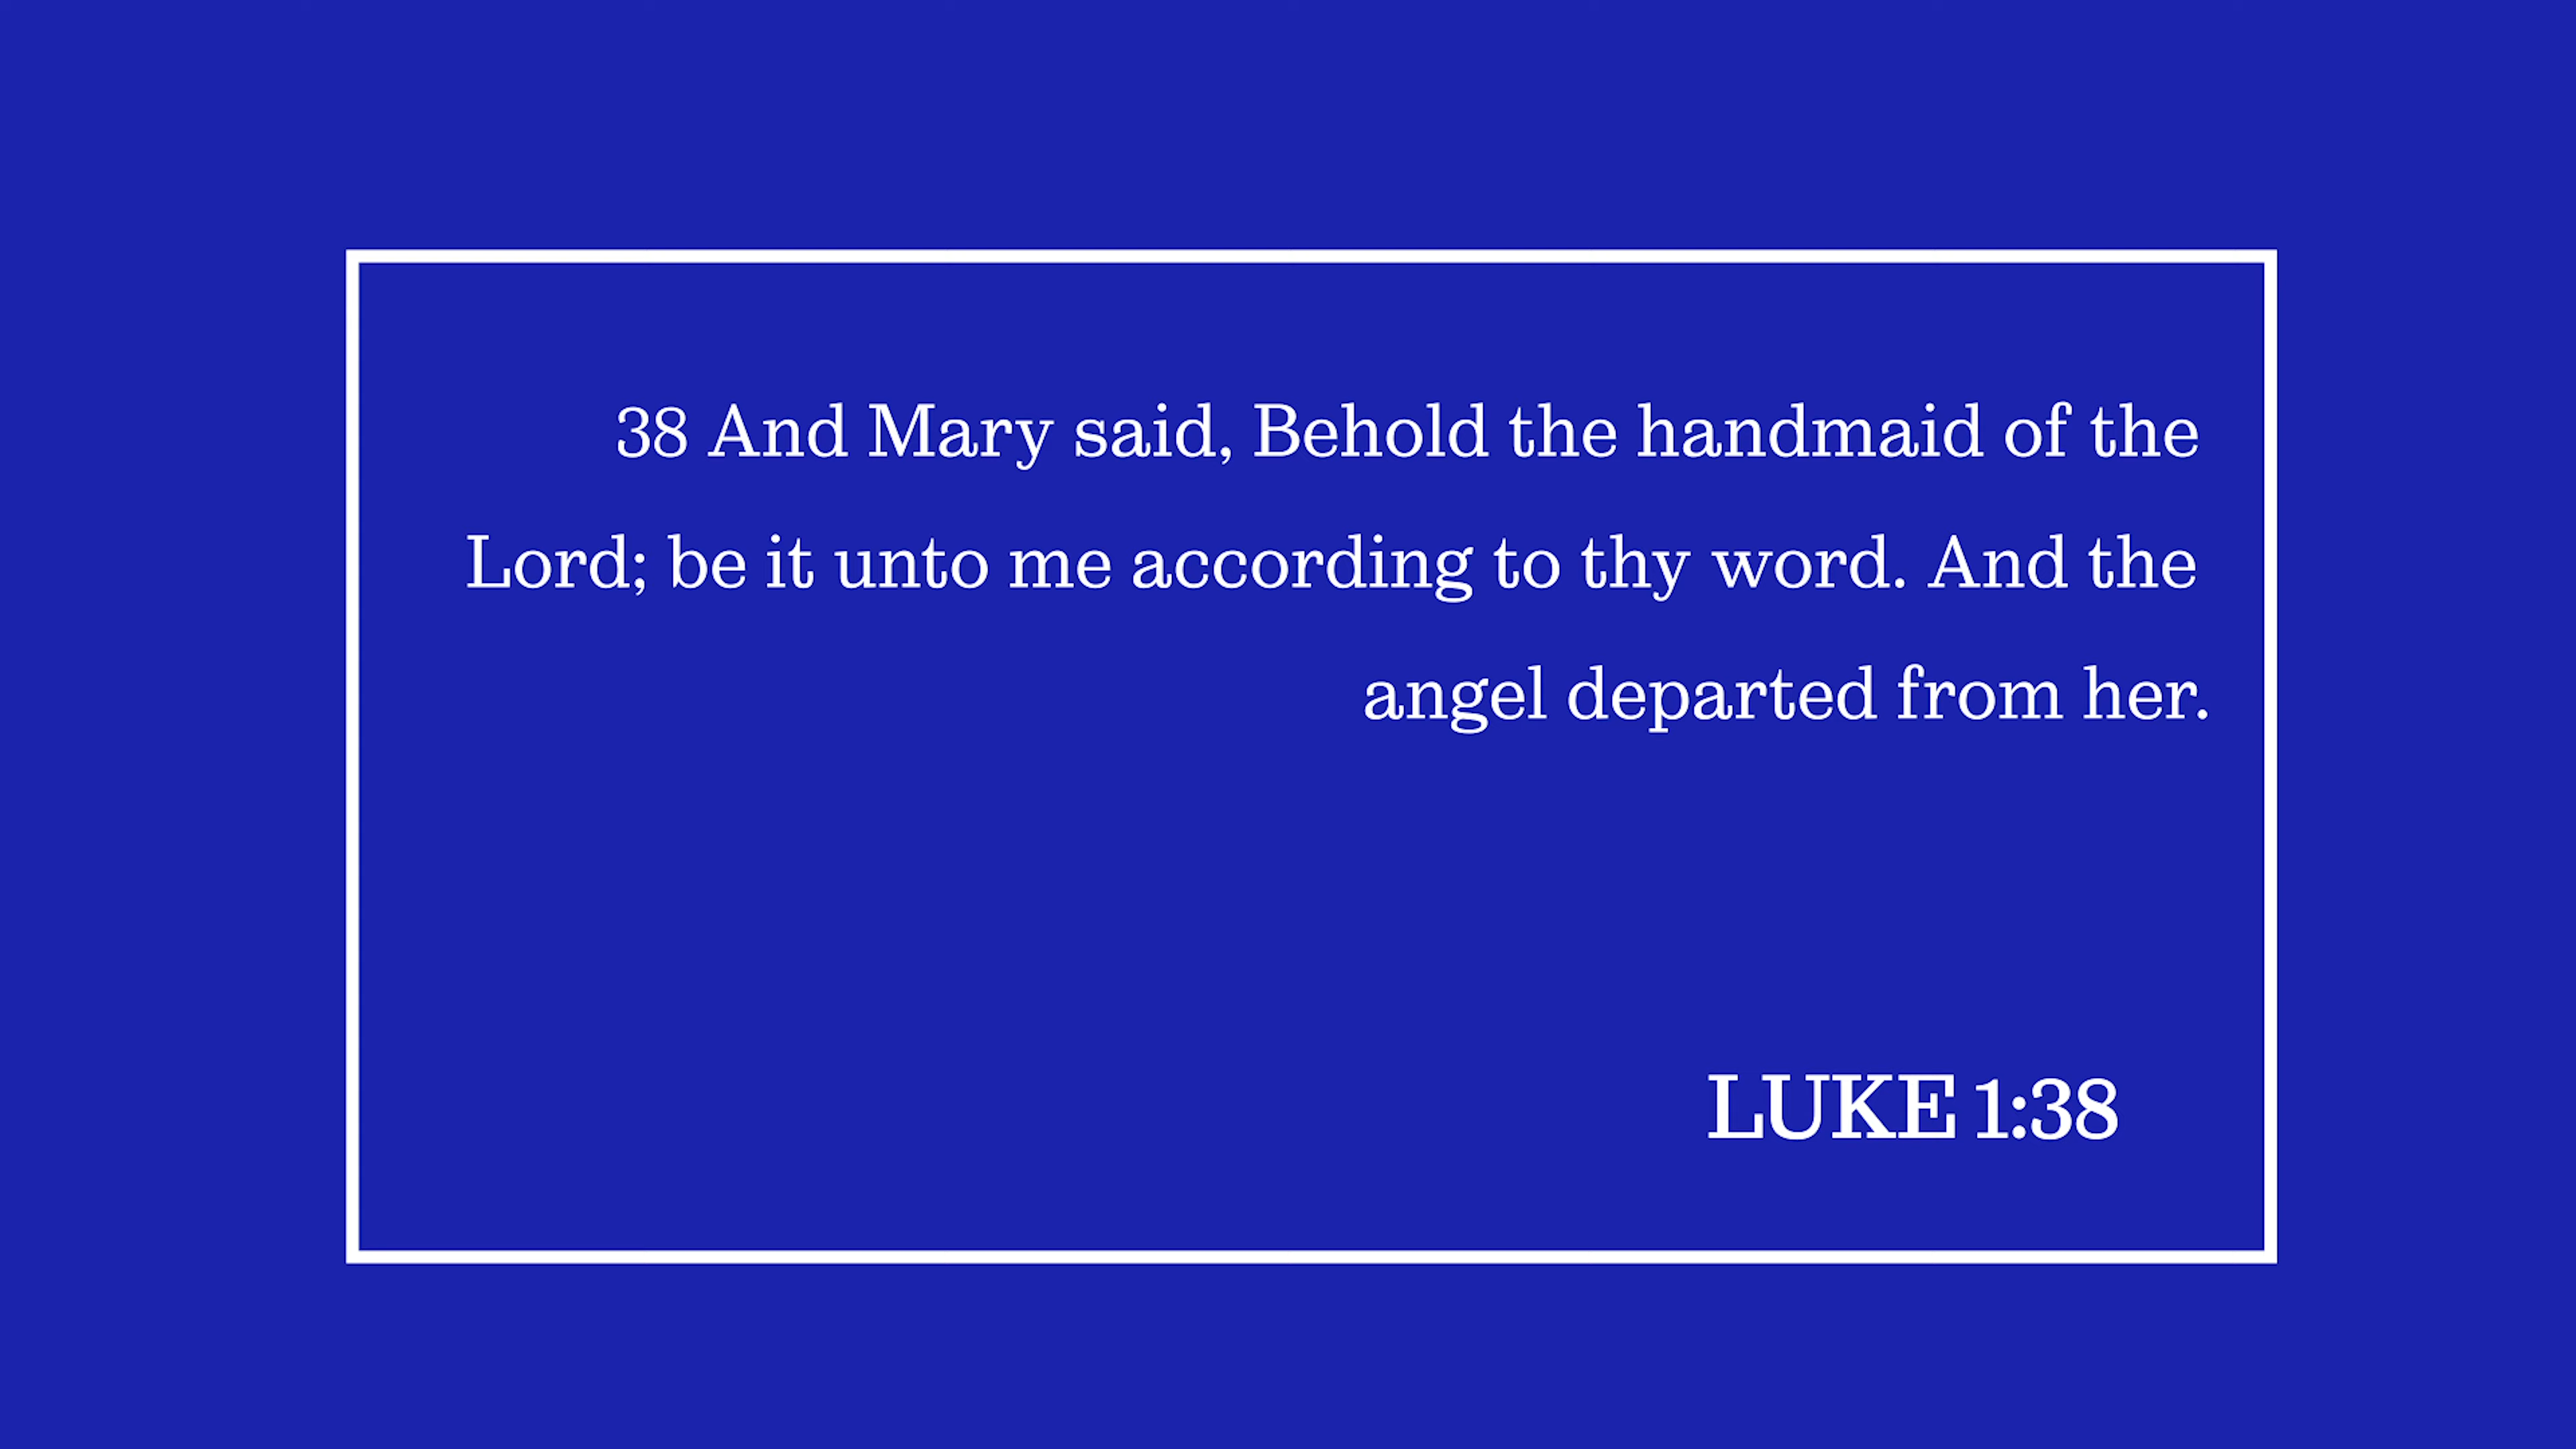 38 And Mary said, Behold the handmaid of the
Lord; be it unto me according to thy word. And the
angel departed from her.
LUKE 1:38